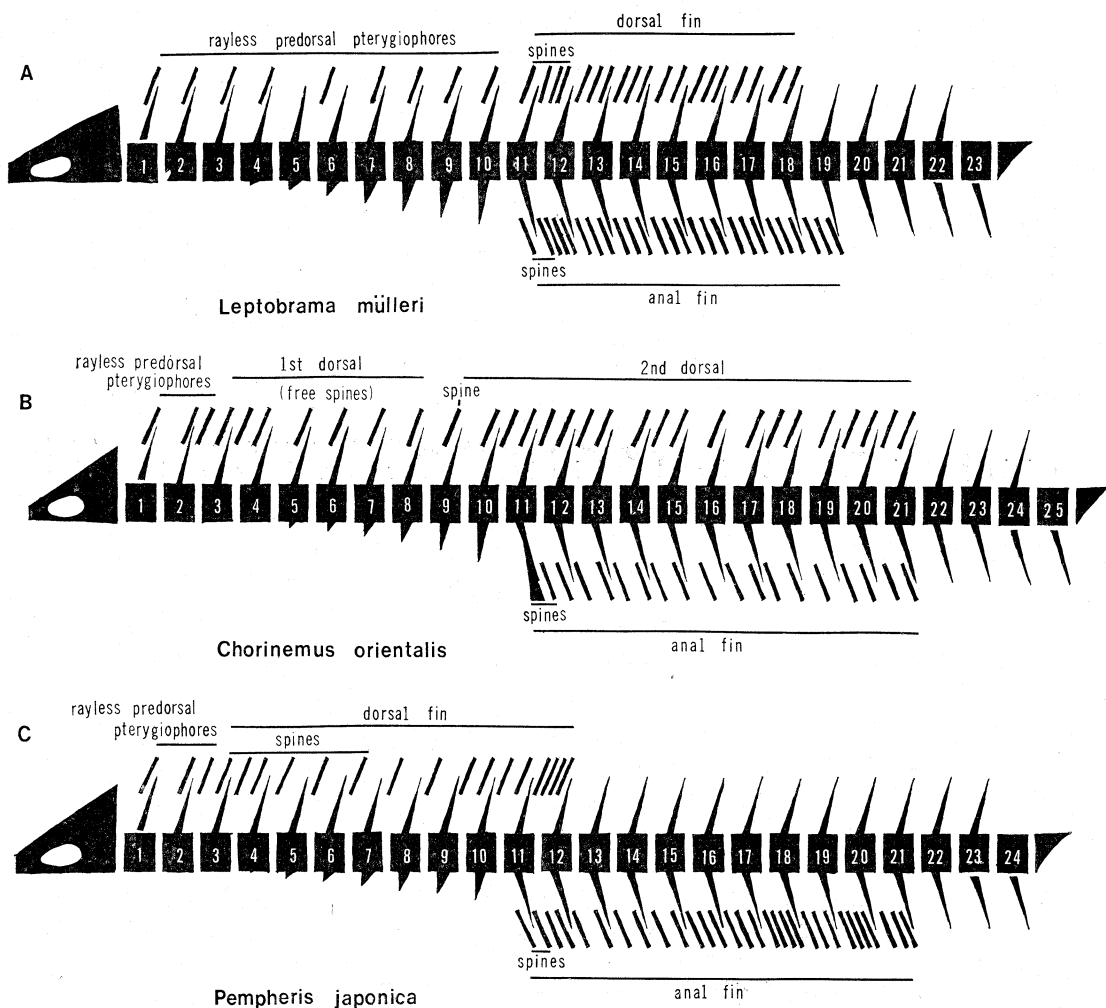 dorsal fin
rayless predorsal pterygiophores
spines
A
1 2 3 4 5 6 7 8 9 10 11 12 13 14 15 16 17 18 19 20 21 22 23
spines
anal fin
Leptobrama mülleri
rayless predorsal
pterygiophores
1st dorsal
(free spines)
2nd dorsal
spine
B
1 2 3 4 5 6 7 8 9 10 11 12 13 14 15 16 17 18 19 20 21 22 23 24 25
spines
anal fin
Chorinemus orientalis
rayless predorsal
pterygiophores
dorsal fin
spines
C
1 2 3 4 5 6 7 8 9 10 11 12 13 14 15 16 17 18 19 20 21 22 23 24
spines
anal fin
Pempheris japonica